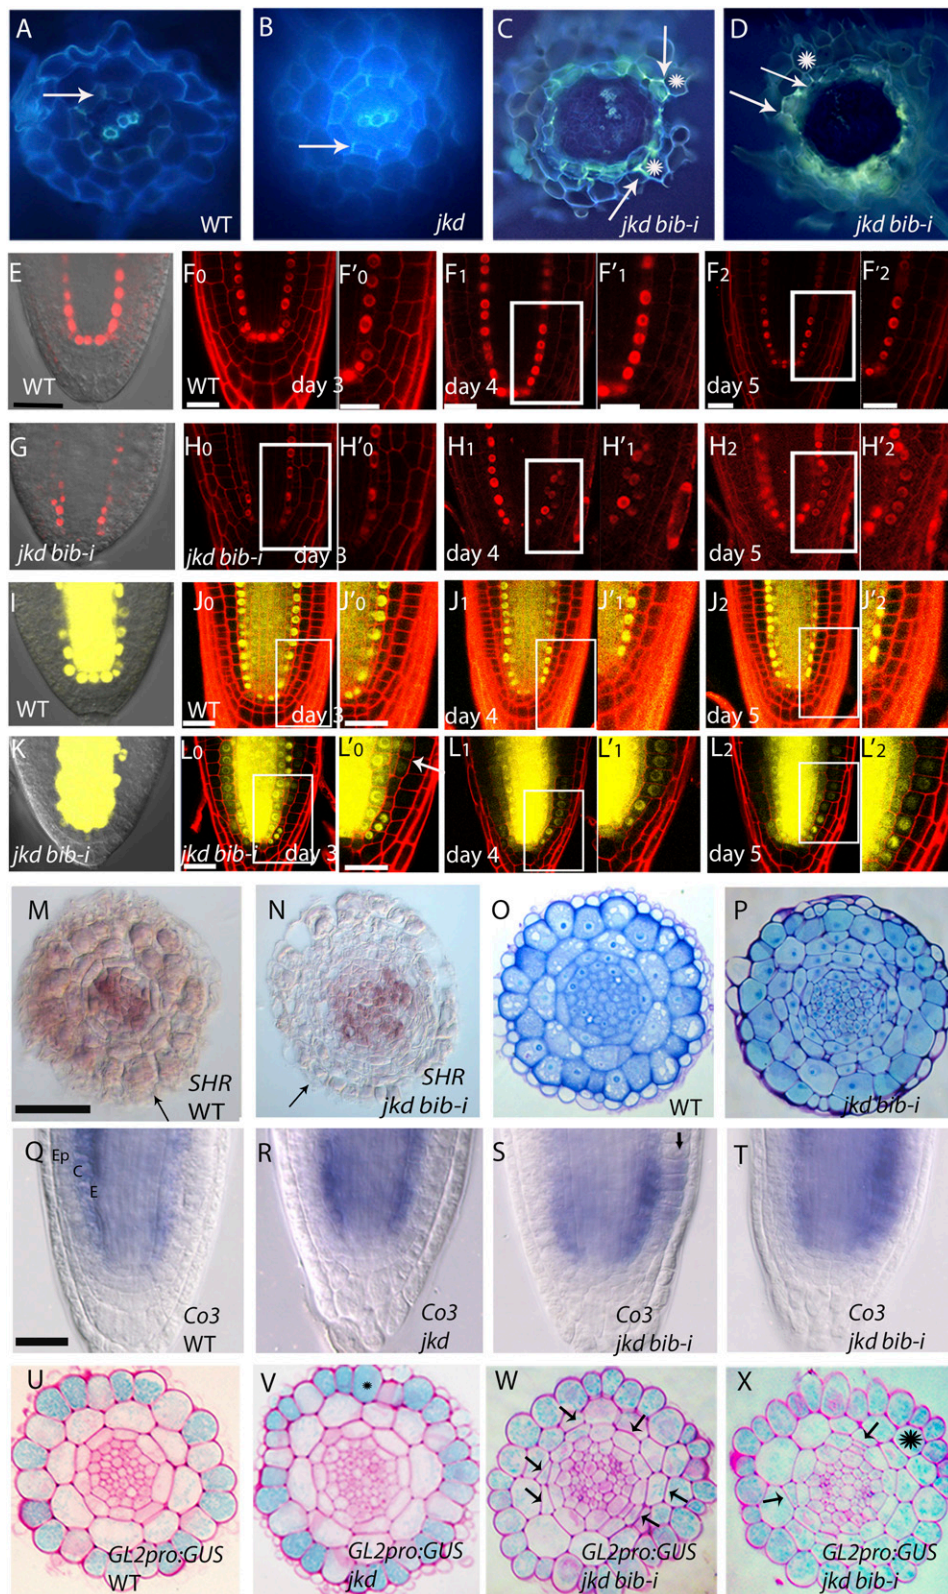 A B C D
WT jkd jkd bib-i jkd bib-i
E F0 F'0 F1 F'1 F2 F'2
WT WT day 3 day 4 day 5
G H0 H'0 H1 H'1 H2 H'2
jkd bib-i jkd bib-i day 3 day 4 day 5
I J0 J'0 J1 J'1 J2 J'2
WT WT day 3 day 4 day 5
K L0 L'0 L1 L'1 L2 L'2
jkd bib-i jkd bib-i day 3 day 4 day 5
M N O P
SHR SHR
WT jkd bib-i WT jkd bib-i
Q R S T
Ep
C
E
Co3 Co3 Co3 Co3
WT jkd jkd bib-i jkd bib-i
U V W X
GL2pro:GUS GL2pro:GUS GL2pro:GUS GL2pro:GUS
WT jkd jkd bib-i jkd bib-i